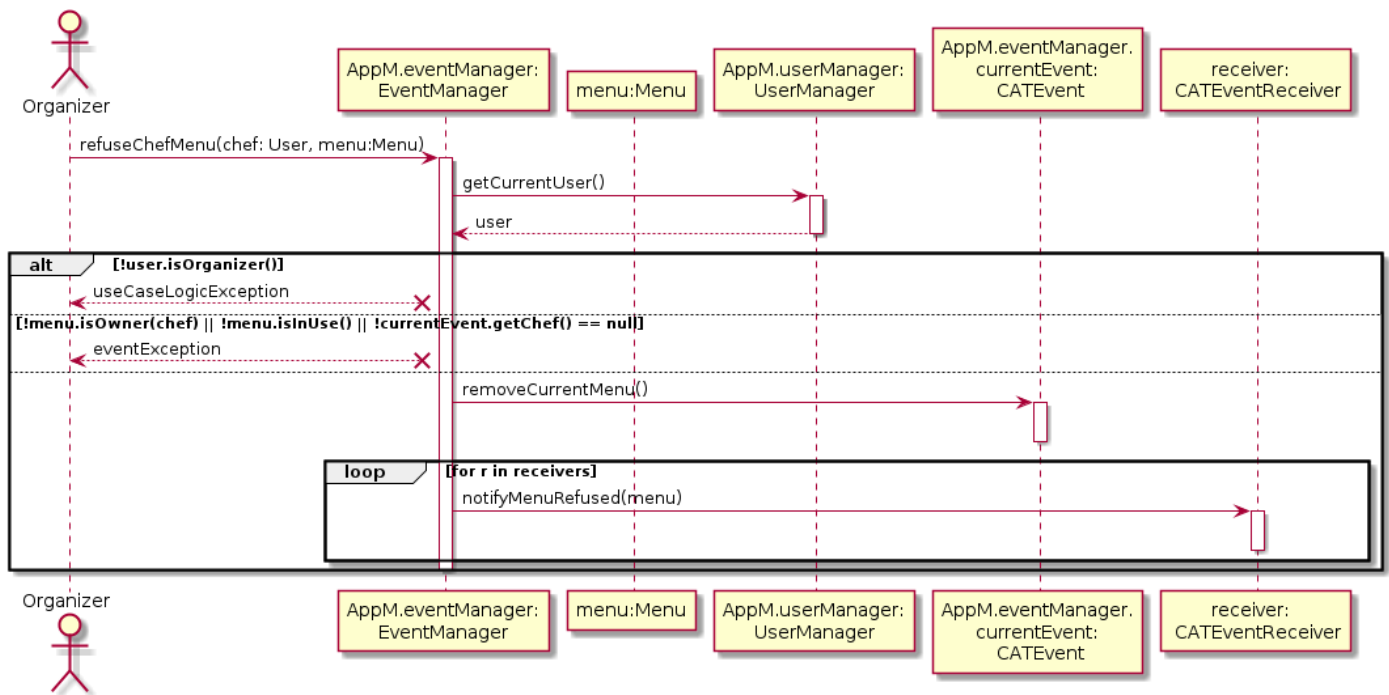 Organizer
AppM.eventManager:
EventManager
menu:Menu
AppM.userManager:
UserManager
AppM.eventManager.
currentEvent:
CATEvent
receiver:
CATEventReceiver
refuseChefMenu(chef: User, menu:Menu)
getCurrentUser()
user
alt
[!user.isOrganizer()]
useCaseLogicException
[!menu.isOwner(chef) || !menu.isInUse() || !currentEvent.getChef() == null]
eventException
removeCurrentMenu()
loop
[for r in receivers]
notifyMenuRefused(menu)
Organizer
AppM.eventManager:
EventManager
menu:Menu
AppM.userManager:
UserManager
AppM.eventManager.
currentEvent:
CATEvent
receiver:
CATEventReceiver